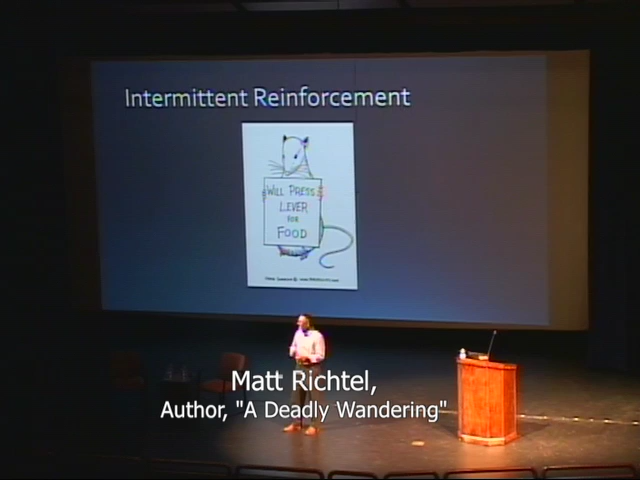 Intermittent Reinforcement
WILL PRESS
LEVER
FOR
FOOD
Matt Richtel,
Author, "A Deadly Wandering"